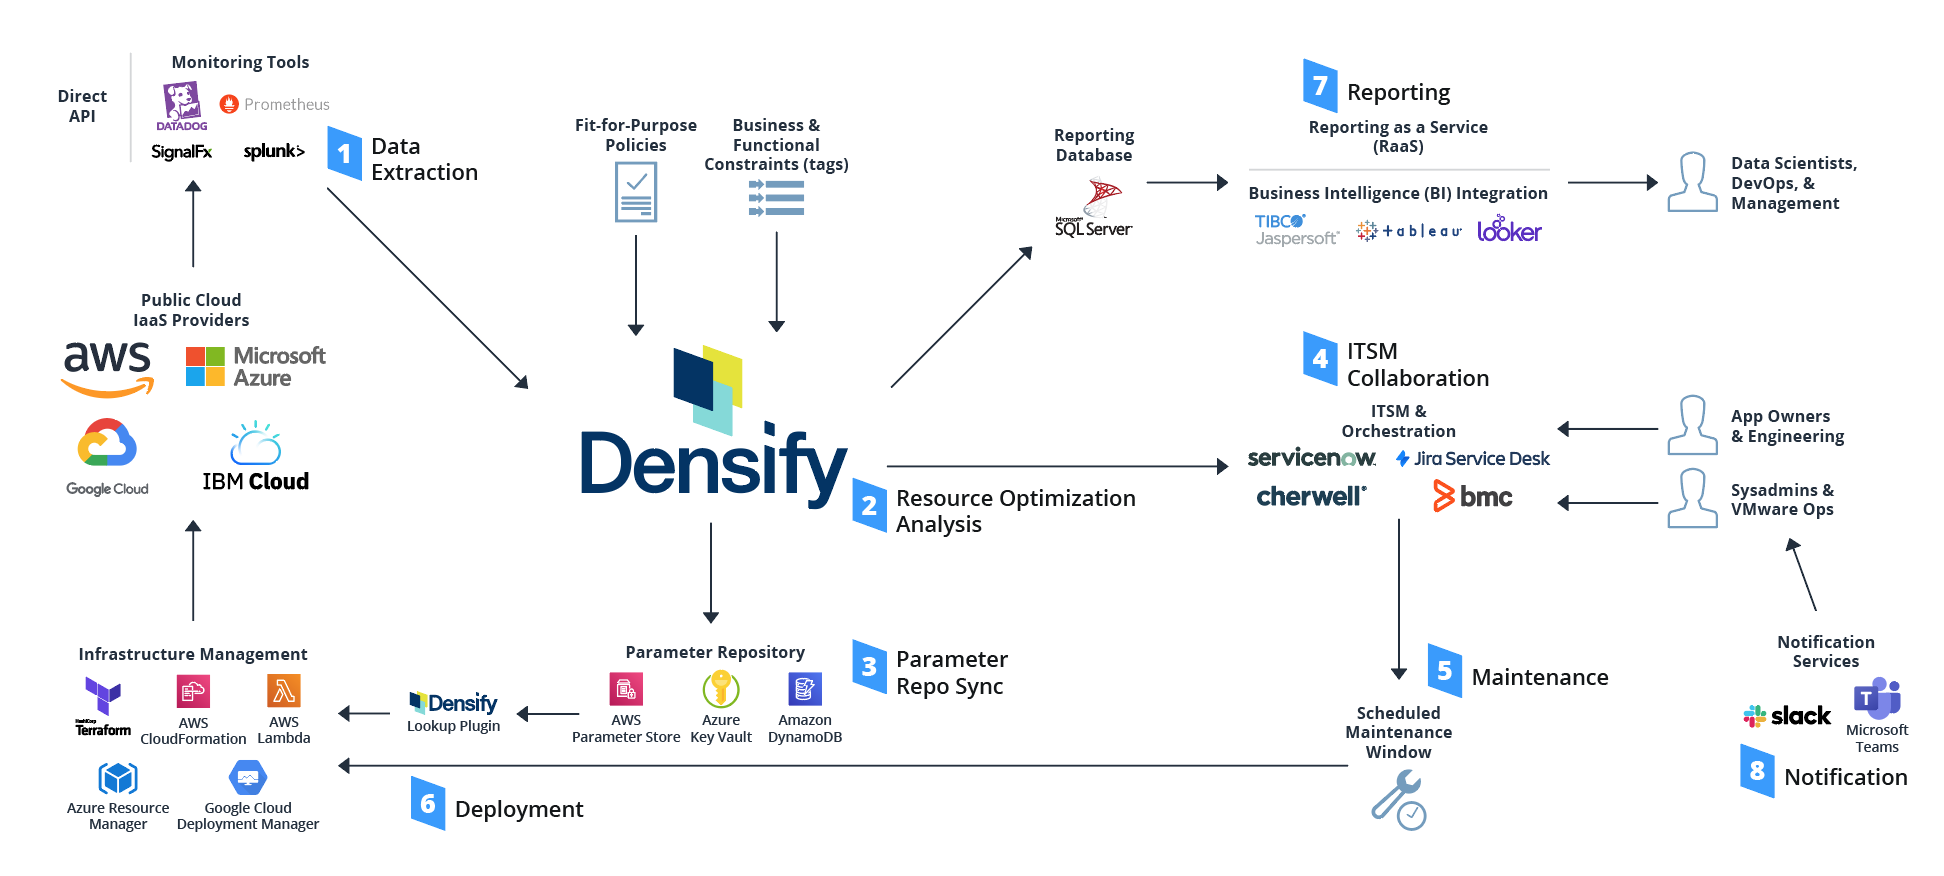 Direct
API
Monitoring Tools
DATADOG
Prometheus
SignalFx
splunk>
1
Data
Extraction
Public Cloud
IaaS Providers
aws
Microsoft
Azure
Google Cloud
IBM Cloud
Infrastructure Management
HashiCorp
Terraform
AWS
CloudFormation
AWS
Lambda
Azure Resource
Manager
Google Cloud
Deployment Manager
Fit-for-Purpose
Policies
Business &
Functional
Constraints (tags)
Densify
2
Resource Optimization
Analysis
Parameter Repository
AWS
Parameter Store
Azure
Key Vault
Amazon
DynamoDB
3
Parameter
Repo Sync
Densify
Lookup Plugin
6
Deployment
Reporting
Database
Microsoft
SQL Server
7
Reporting
Reporting as a Service
(RaaS)
Business Intelligence (BI) Integration
TIBCO
Jaspersoft
+ableau
looker
Data Scientists,
DevOps, &
Management
4
ITSM
Collaboration
ITSM &
Orchestration
servicenow
Jira Service Desk
cherwell
bmc
App Owners
& Engineering
Sysadmins &
VMware Ops
5
Maintenance
Scheduled
Maintenance
Window
Notification
Services
slack
T
Microsoft
Teams
8
Notification